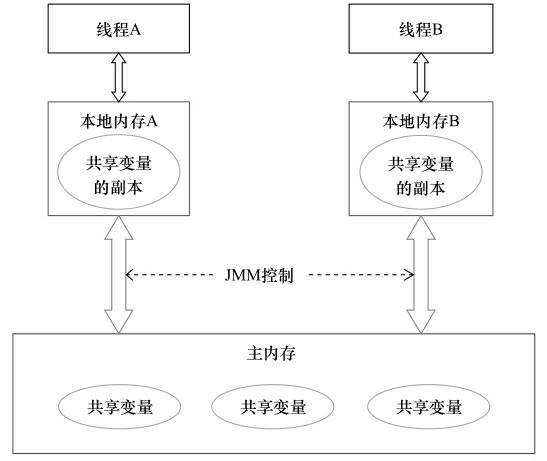 线程A
线程B
本地内存A
本地内存B
共享变量
的副本
共享变量
的副本
JMM控制
主内存
共享变量
共享变量
共享变量